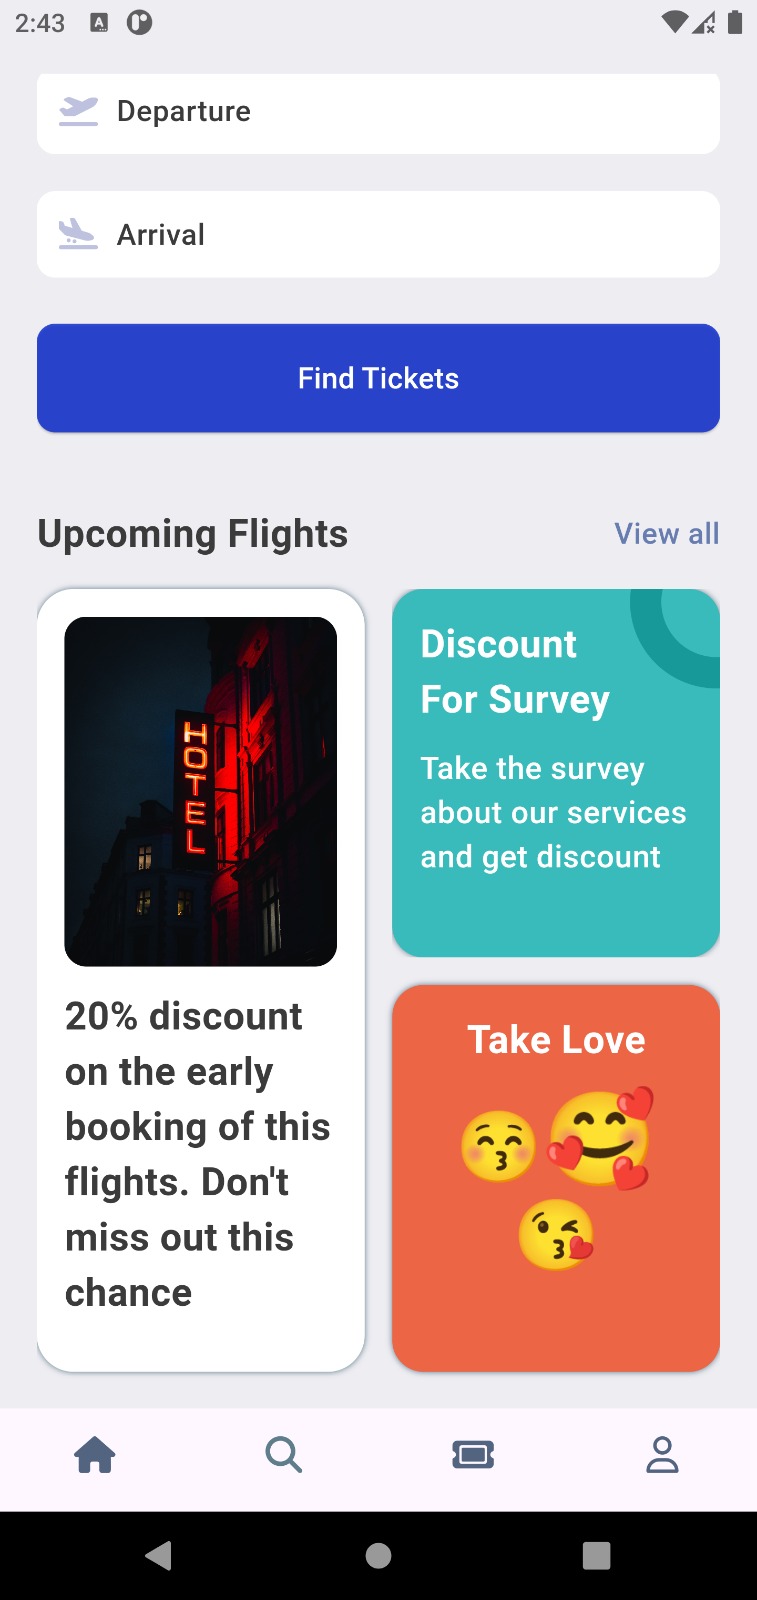 2:43
Departure
Arrival
Find Tickets
Upcoming Flights
View all
HOTEL
20% discount
on the early
booking of this
flights. Don't
miss out this
chance
Discount
For Survey
Take the survey
about our services
and get discount
Take Love